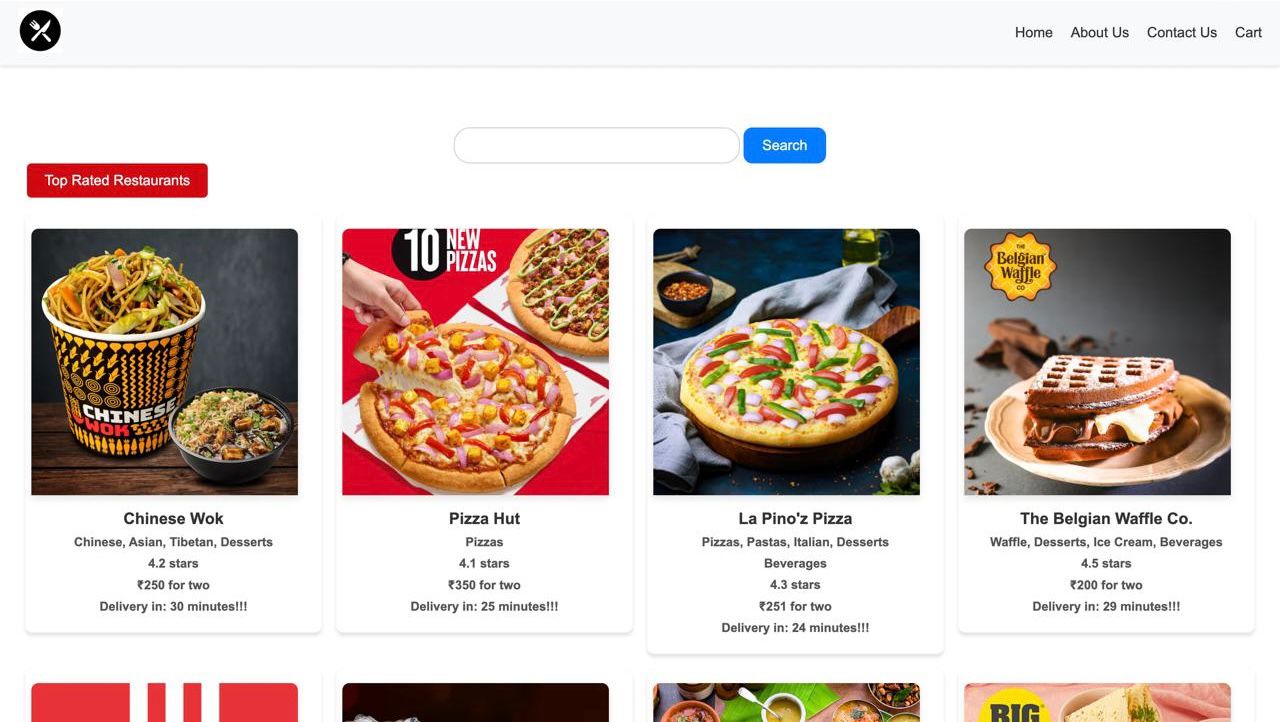 Home
About Us
Contact Us
Cart
Search
Top Rated Restaurants
CHINESE
WOK
10 NEW
PIZZAS
THE
Belgian
Waffle
CO
Chinese Wok
Chinese, Asian, Tibetan, Desserts
4.2 stars
₹250 for two
Delivery in: 30 minutes!!!
Pizza Hut
Pizzas
4.1 stars
₹350 for two
Delivery in: 25 minutes!!!
La Pino'z Pizza
Pizzas, Pastas, Italian, Desserts
Beverages
4.3 stars
₹251 for two
Delivery in: 24 minutes!!!
The Belgian Waffle Co.
Waffle, Desserts, Ice Cream, Beverages
4.5 stars
₹200 for two
Delivery in: 29 minutes!!!
BIG